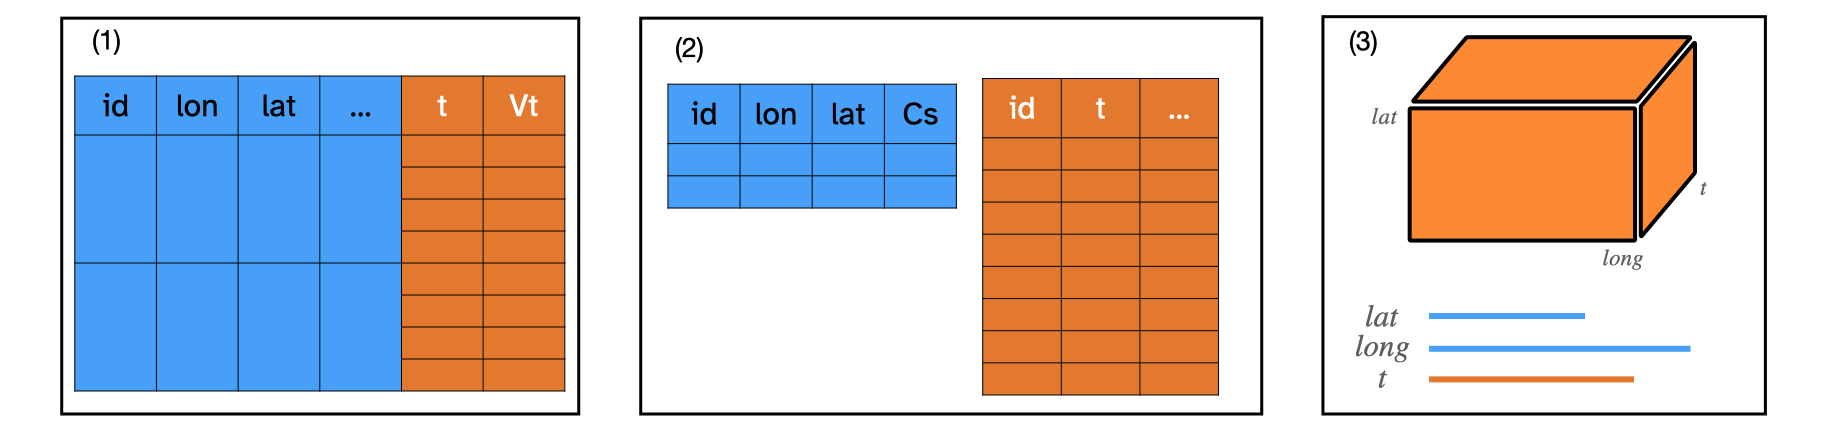 (1)
id lon lat ... t Vt
(2)
id lon lat Cs
id t ...
(3)
lat
t
long
lat
long
t